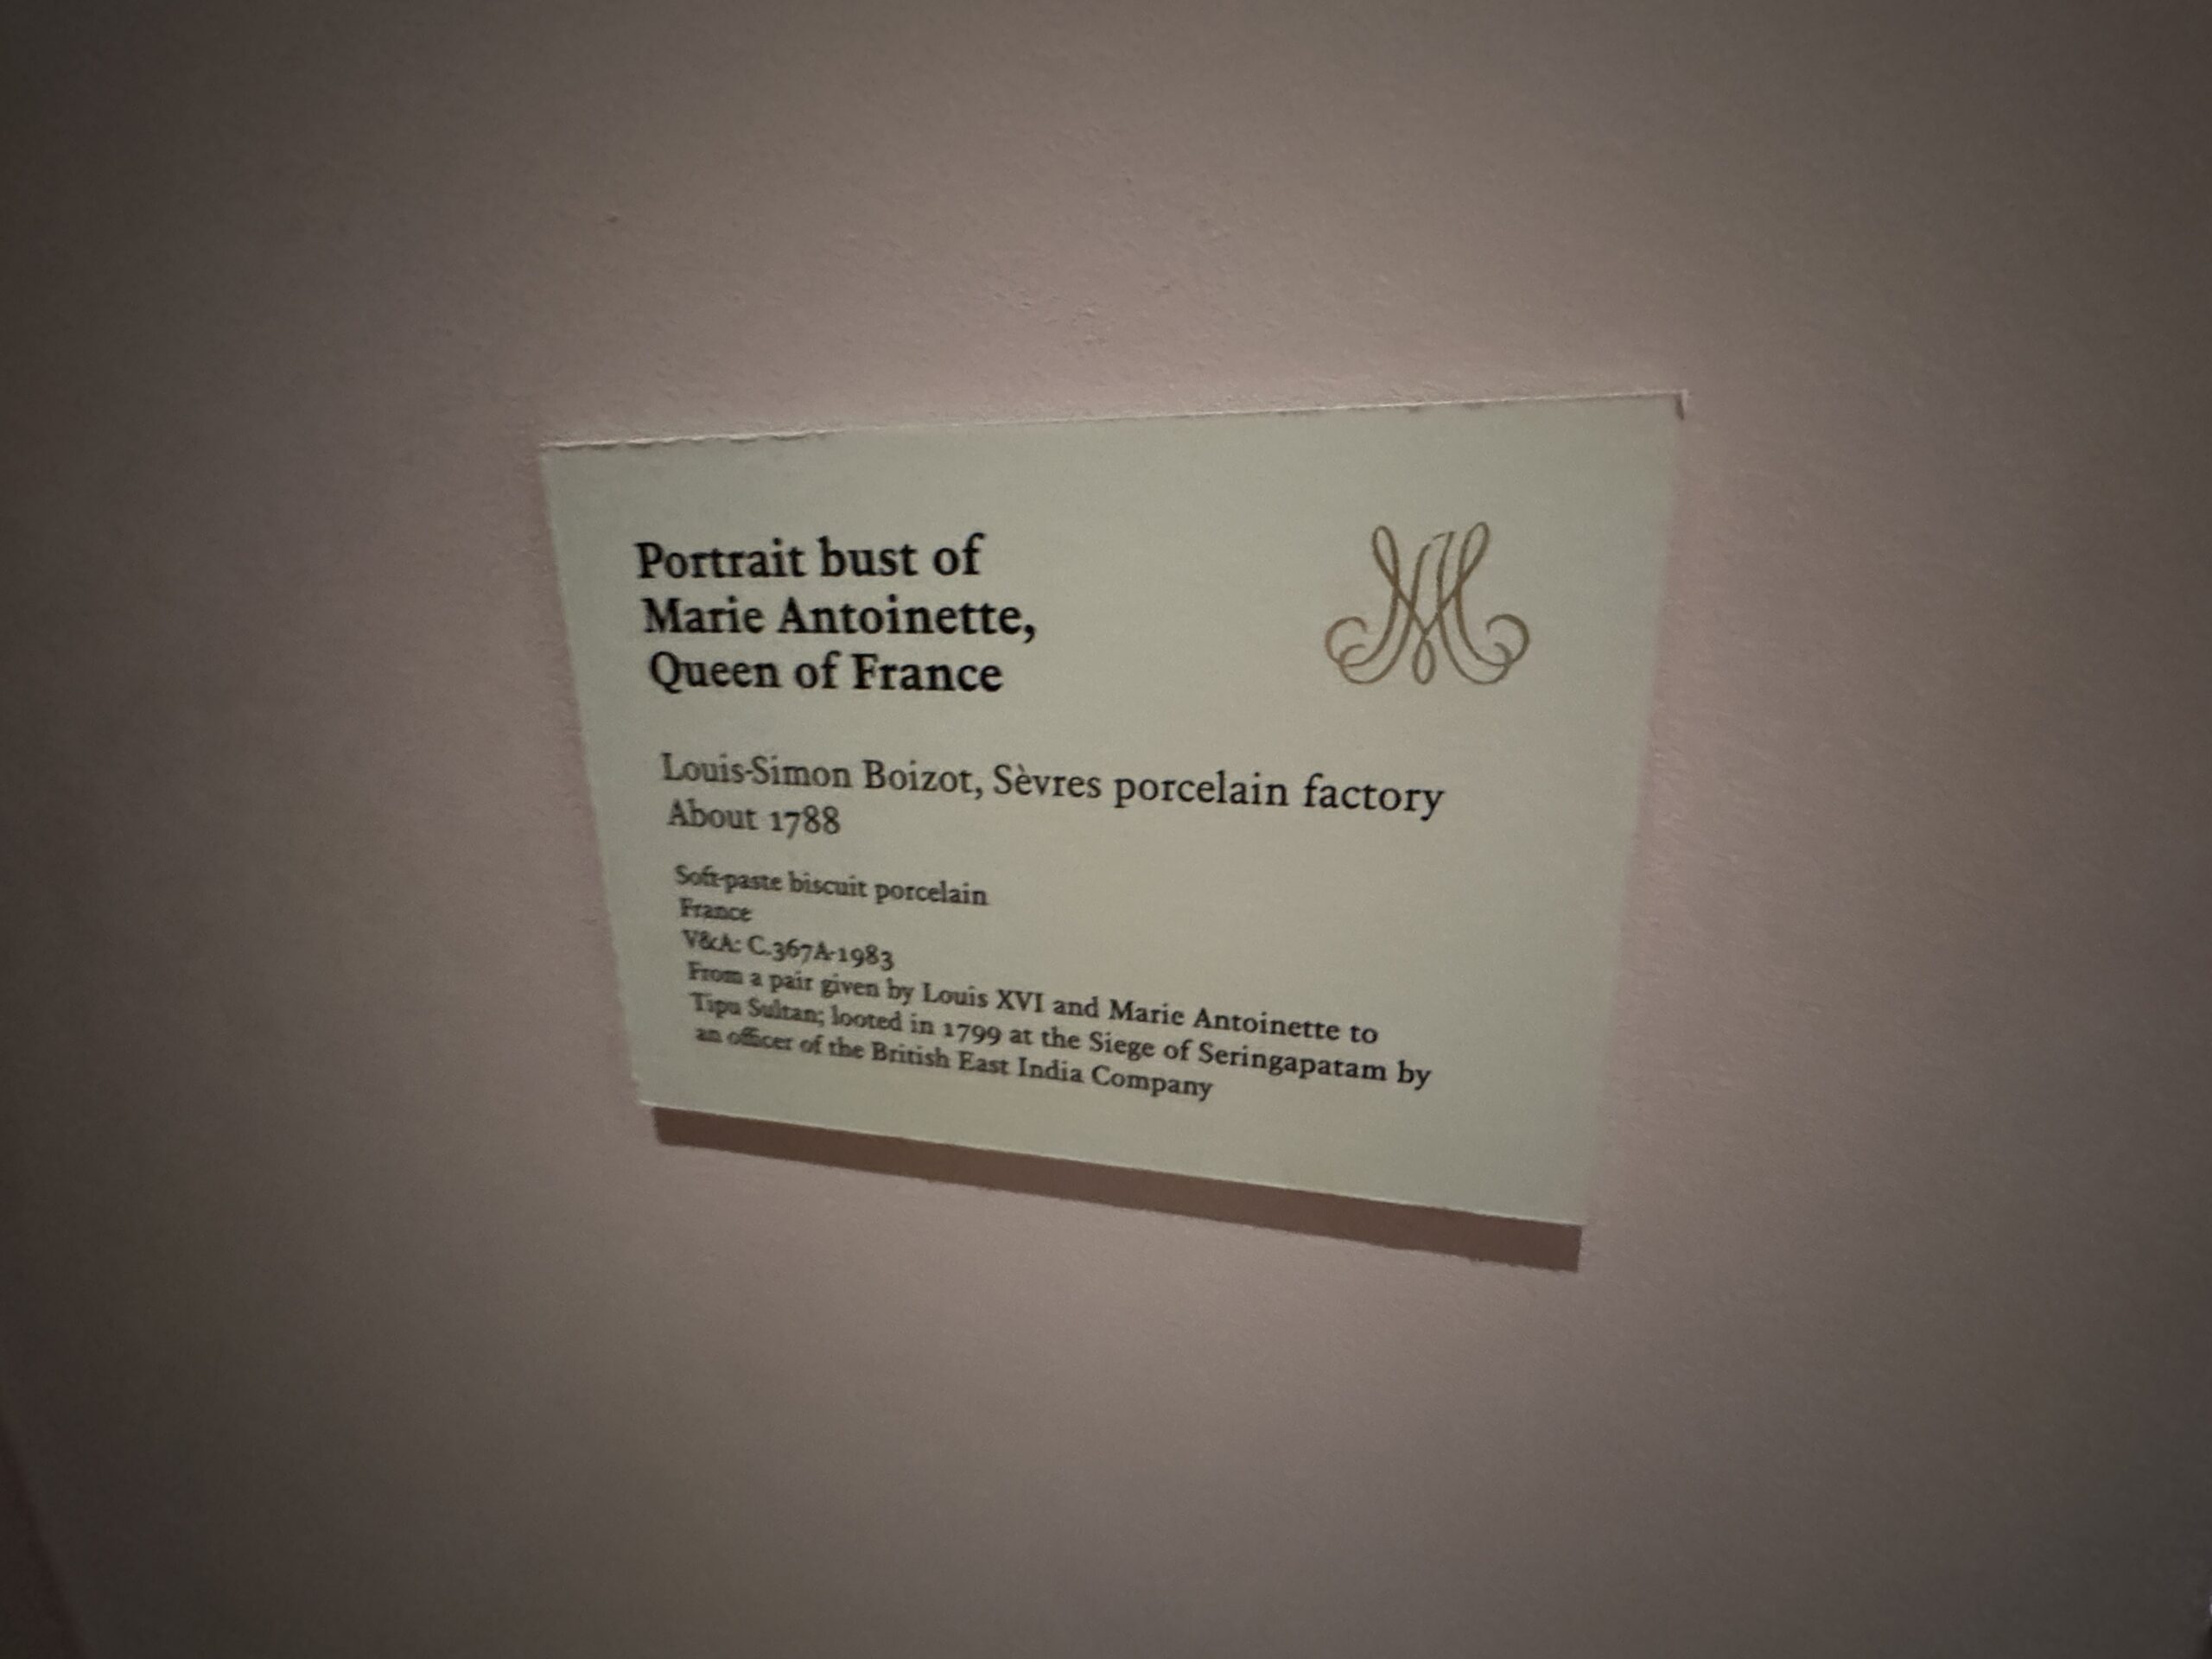 Portrait bust of
Marie Antoinette,
Queen of France
Louis-Simon Boizot, Sèvres porcelain factory
About 1788
Soft-paste biscuit porcelain
France
V&A: C.367A-1983
From a pair given by Louis XVI and Marie Antoinette to
Tipu Sultan; looted in 1799 at the Siege of Seringapatam by
an officer of the British East India Company